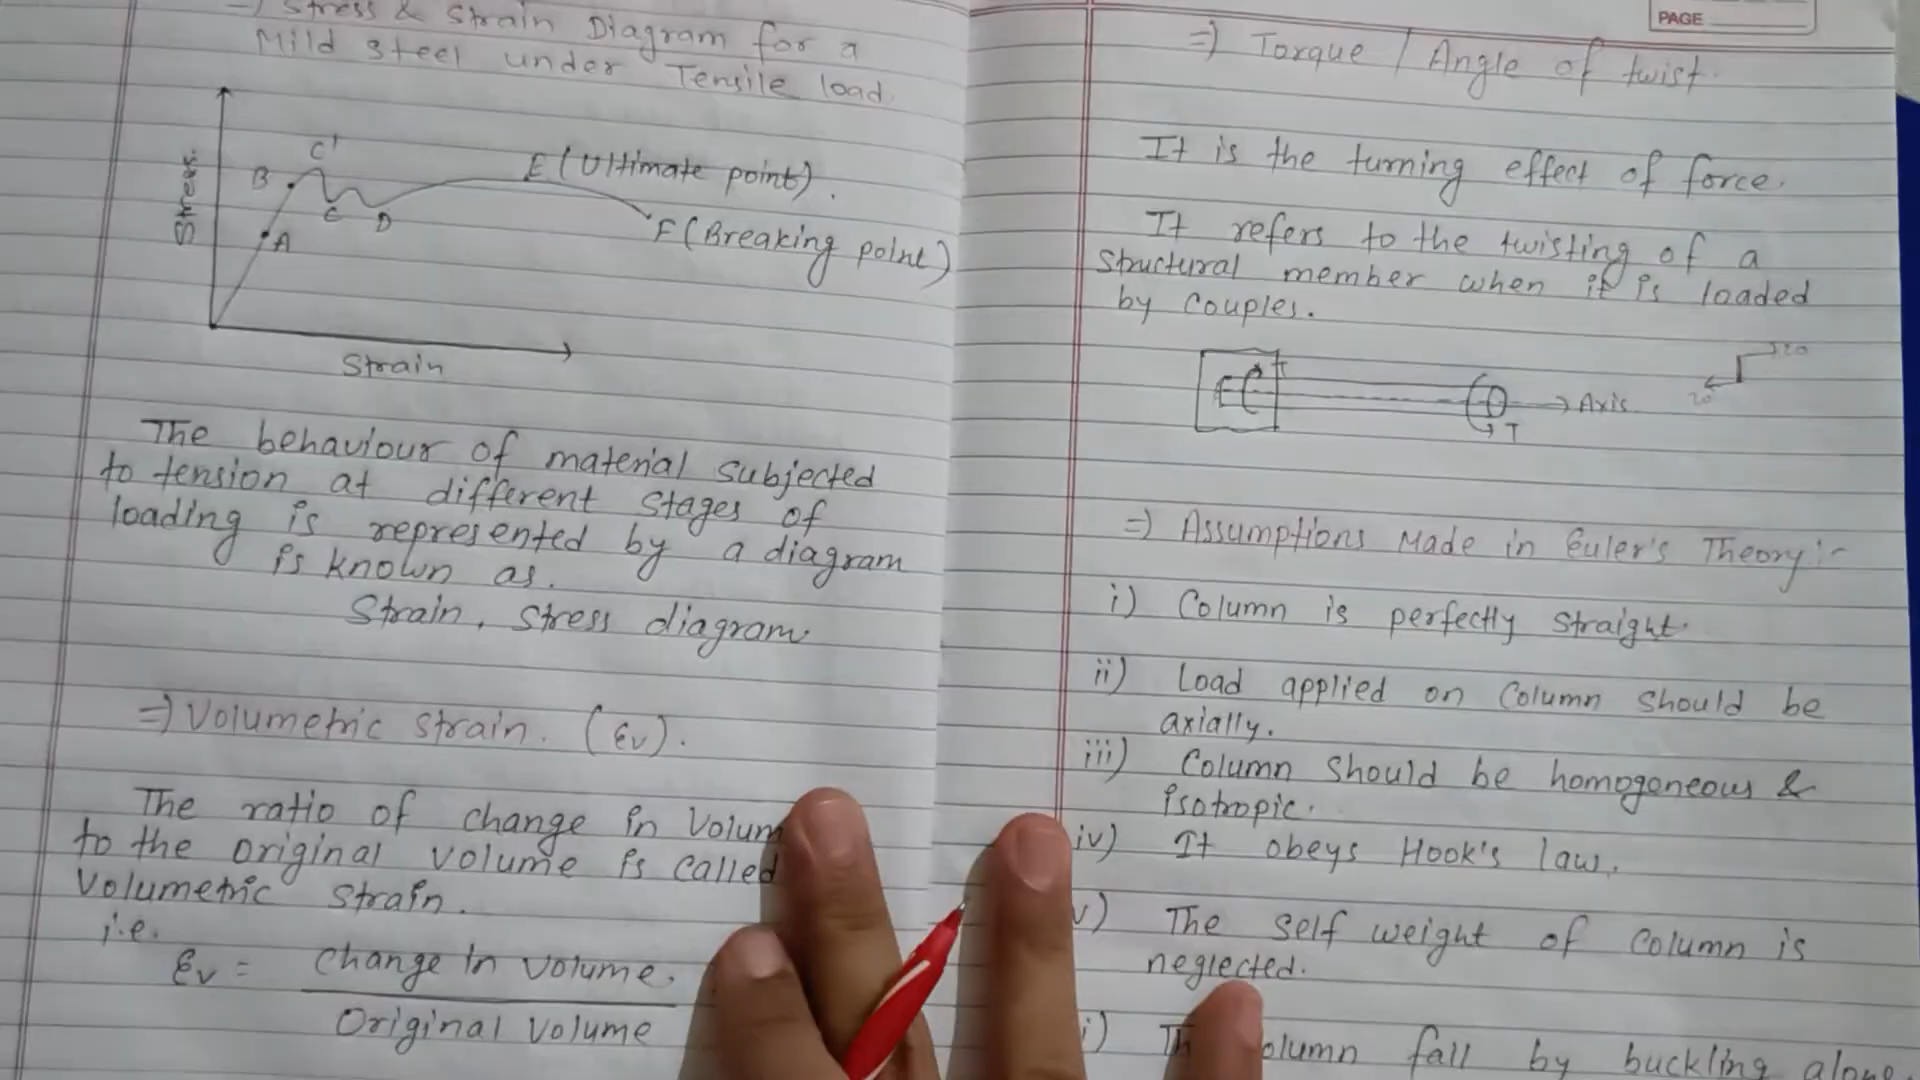 =) Stress & Strain Diagram for a
Mild Steel under Tensile load.
Stress.
C'
B
E (Ultimate point).
C
D
F (Breaking point)
A
Strain
The behaviour of material subjected
to tension at different stages of
loading is represented by a diagram
is known as.
Strain, stress diagram
=) Volumetric strain. (εv).
The ratio of change in Volum
to the original volume is called
Volumetric strain.
i.e.
εv = Change in volume.
Original volume
PAGE
=) Torque / Angle of twist.
It is the turning effect of force.
It refers to the twisting of a
structural member when it is loaded
by couples.
T
20
20
Axis
T
=) Assumptions Made in Euler's Theory:-
i) Column is perfectly straight.
ii) Load applied on column should be
axially.
iii) Column should be homogeneous &
isotropic.
iv) It obeys Hook's law.
v) The self weight of column is
neglected.
i) Th olumn fall by buckling alone.